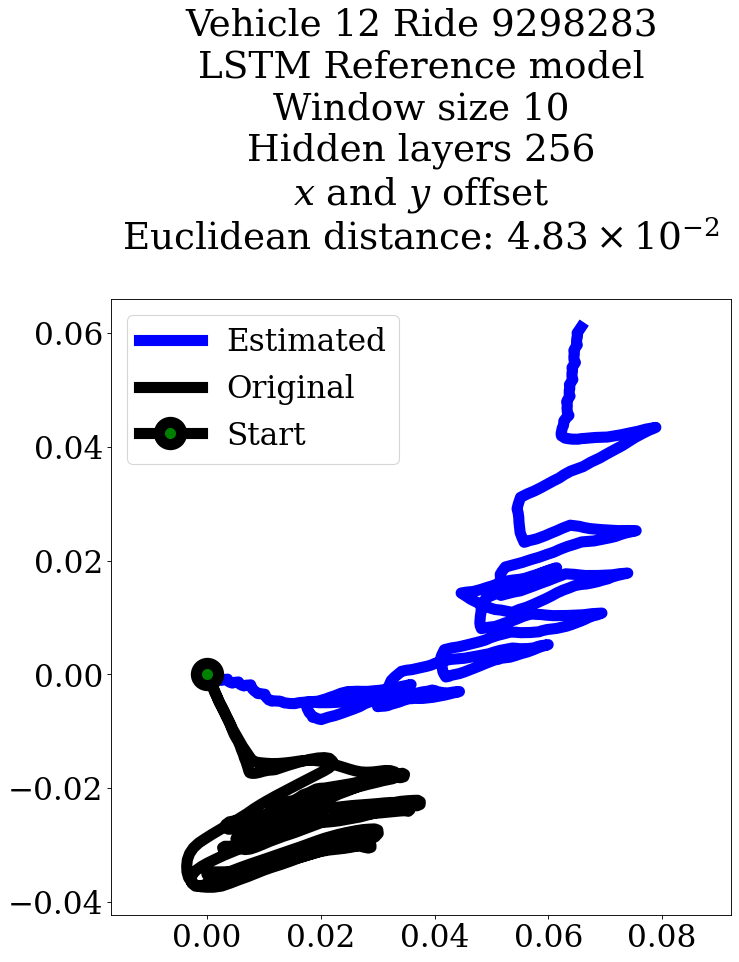 Vehicle 12 Ride 9298283
LSTM Reference model
Window size 10
Hidden layers 256
x and y offset
Euclidean distance: 4.83 × 10⁻²
Estimated
Original
Start
0.06
0.04
0.02
0.00
−0.02
−0.04
0.00 0.02 0.04 0.06 0.08